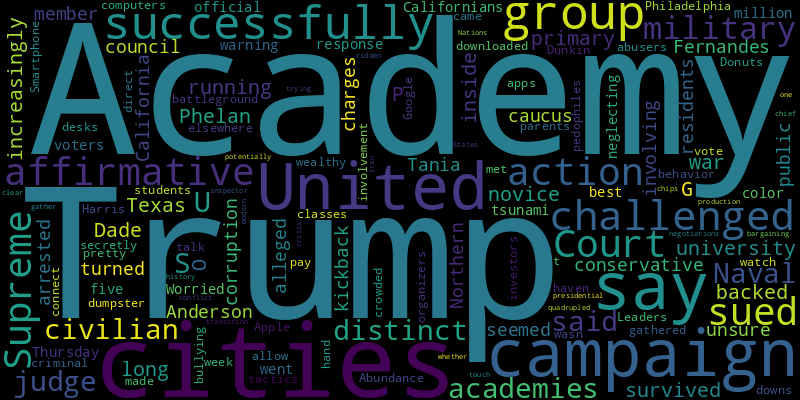 computers official Californians group Philadelphia
member successfully million
council warning response downloaded primary military
Smartphone came Nations Dunkin abusers Fernandes
increasingly Academy
direct California running charges inside apps Donuts
battleground P Google caucus residents
desks Phelan elsewhere neglecting pedophiles one
voters parents involving vote chief
potentially involvement
affirmative wealthy Tania met action war public
clear students United novice best behavior chips G color
Supreme gather Harris Texas U inspector classes tsunami production
Trump challenged
Dade corruption alleged kickback modern crisis Iran States ridden trying
arrested secretly talk pay crowded organizers Northern investors Court negotiations bargaining
pretty turned So history t conservative university
connect five Worried conflict haven watch Naval
dumpster Anderson presidential quadrupled say backed
civilian transition Apple distinct seemed Leaders said sued
Thursday bullying hand wasn gathered unsure
criminal week allow whether
judge long went cities campaign
made tactics Abundance touch academies survived downs